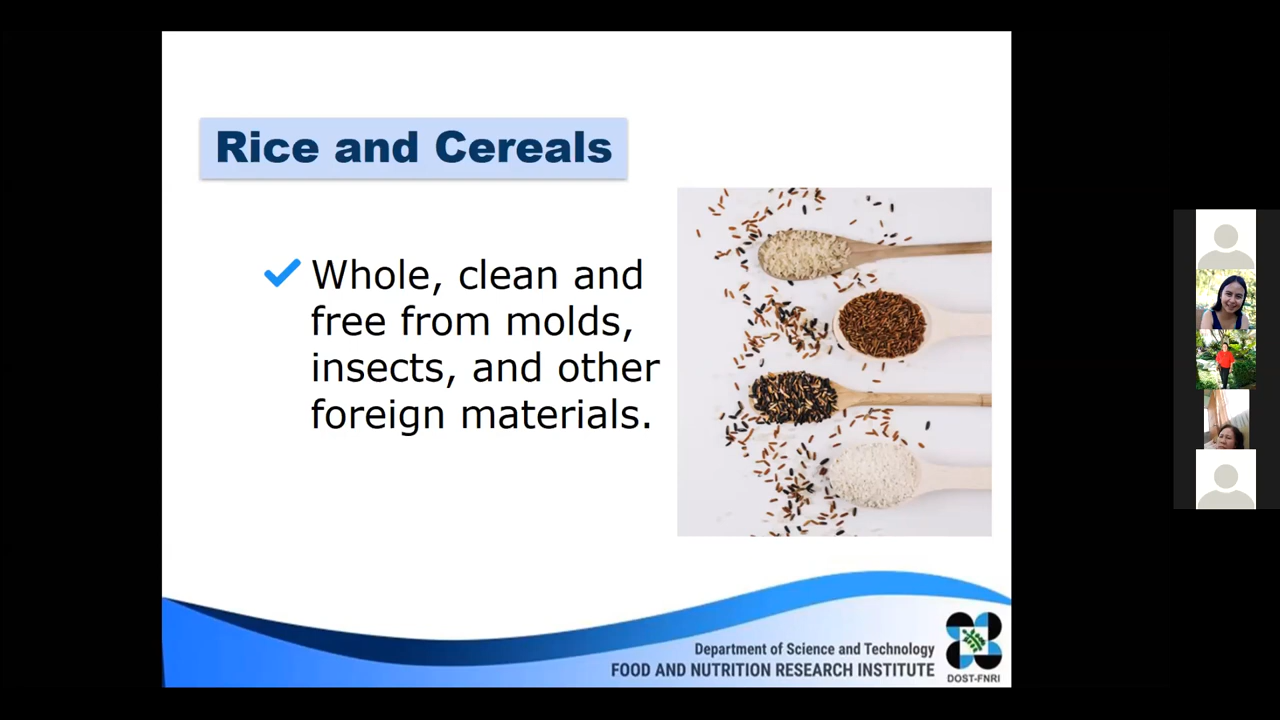 Rice and Cereals
Whole, clean and
free from molds,
insects, and other
foreign materials.
Department of Science and Technology
FOOD AND NUTRITION RESEARCH INSTITUTE
DOST-FNRI